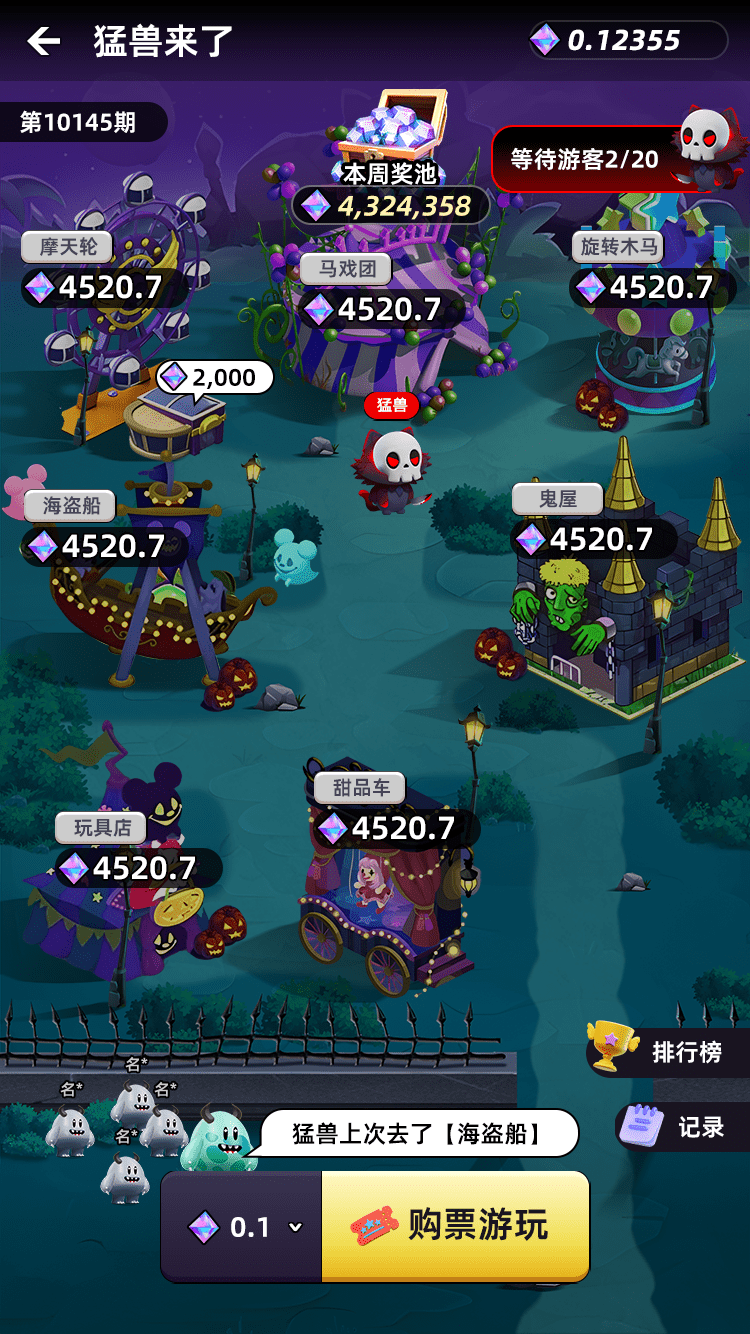 猛兽来了
0.12355
第10145期
等待游客2/20
本周奖池
4,324,358
摩天轮
4520.7
马戏团
4520.7
旋转木马
4520.7
2,000
猛兽
海盗船
4520.7
鬼屋
4520.7
甜品车
4520.7
玩具店
4520.7
排行榜
名*
名*
名*
名*
记录
猛兽上次去了【海盗船】
0.1
购票游玩